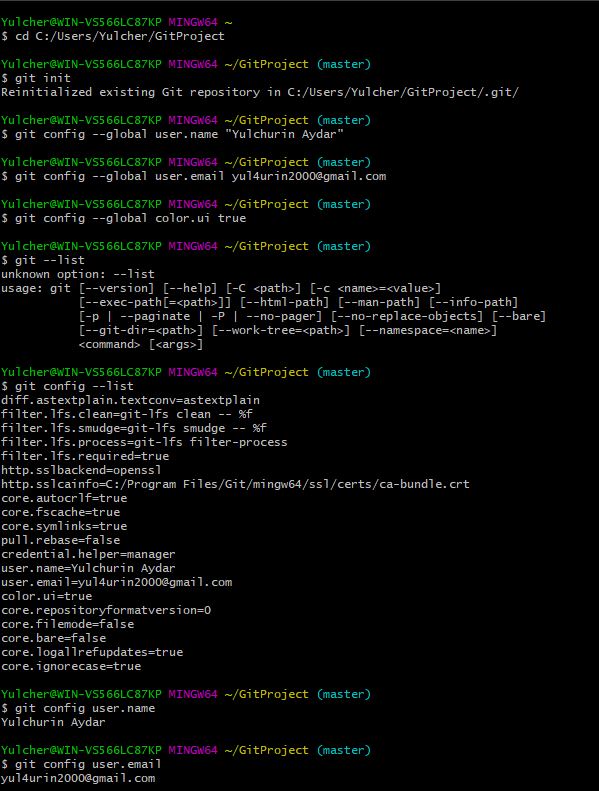 Yulcher@WIN-VS566LC87KP MINGW64 ~
$ cd C:/Users/Yulcher/GitProject

Yulcher@WIN-VS566LC87KP MINGW64 ~/GitProject (master)
$ git init
Reinitialized existing Git repository in C:/Users/Yulcher/GitProject/.git/

Yulcher@WIN-VS566LC87KP MINGW64 ~/GitProject (master)
$ git config --global user.name "Yulchurin Aydar"

Yulcher@WIN-VS566LC87KP MINGW64 ~/GitProject (master)
$ git config --global user.email yul4urin2000@gmail.com

Yulcher@WIN-VS566LC87KP MINGW64 ~/GitProject (master)
$ git config --global color.ui true

Yulcher@WIN-VS566LC87KP MINGW64 ~/GitProject (master)
$ git --list
unknown option: --list
usage: git [--version] [--help] [-C <path>] [-c <name>=<value>]
           [--exec-path[=<path>]] [--html-path] [--man-path] [--info-path]
           [-p | --paginate | -P | --no-pager] [--no-replace-objects] [--bare]
           [--git-dir=<path>] [--work-tree=<path>] [--namespace=<name>]
           <command> [<args>]

Yulcher@WIN-VS566LC87KP MINGW64 ~/GitProject (master)
$ git config --list
diff.astextplain.textconv=astextplain
filter.lfs.clean=git-lfs clean -- %f
filter.lfs.smudge=git-lfs smudge -- %f
filter.lfs.process=git-lfs filter-process
filter.lfs.required=true
http.sslbackend=openssl
http.sslcainfo=C:/Program Files/Git/mingw64/ssl/certs/ca-bundle.crt
core.autocrlf=true
core.fscache=true
core.symlinks=true
pull.rebase=false
credential.helper=manager
user.name=Yulchurin Aydar
user.email=yul4urin2000@gmail.com
color.ui=true
core.repositoryformatversion=0
core.filemode=false
core.bare=false
core.logallrefupdates=true
core.ignorecase=true

Yulcher@WIN-VS566LC87KP MINGW64 ~/GitProject (master)
$ git config user.name
Yulchurin Aydar

Yulcher@WIN-VS566LC87KP MINGW64 ~/GitProject (master)
$ git config user.email
yul4urin2000@gmail.com